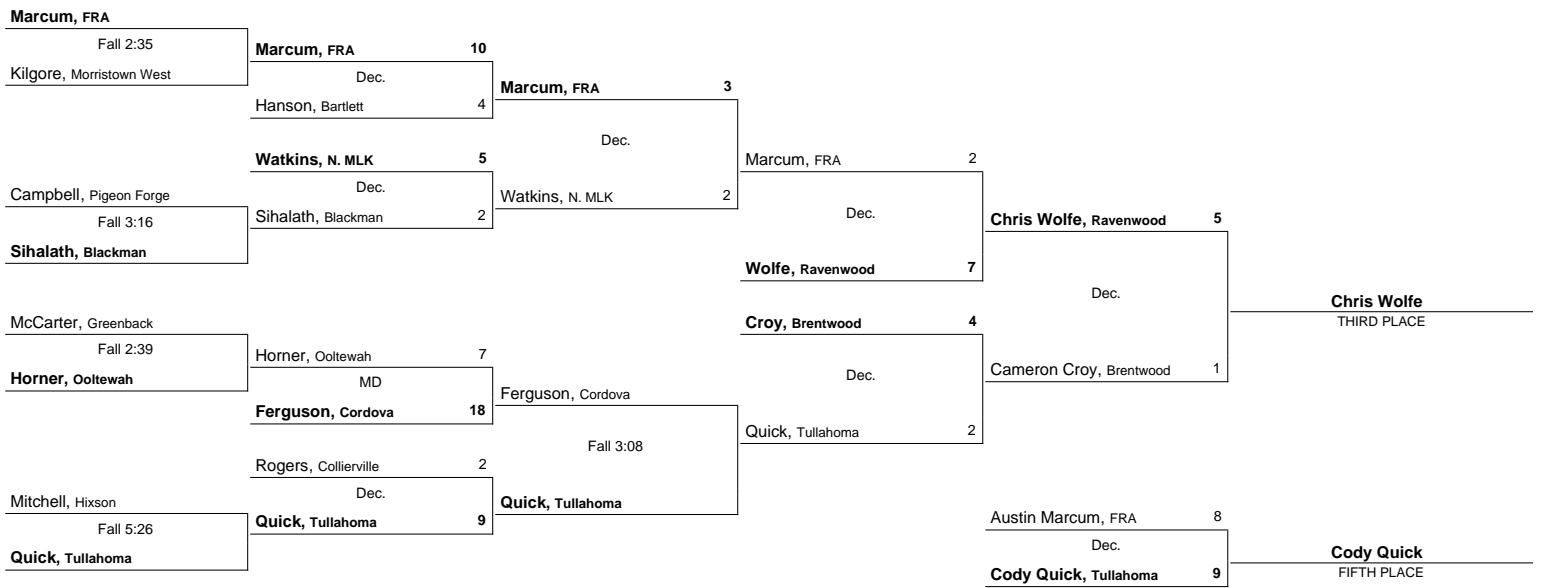 Marcum, FRA
Fall 2:35
Kilgore, Morristown West
Campbell, Pigeon Forge
Fall 3:16
Sihalath, Blackman
McCarter, Greenback
Fall 2:39
Horner, Ooltewah
Mitchell, Hixson
Fall 5:26
Quick, Tullahoma
Marcum, FRA 10
Dec.
Hanson, Bartlett 4
Watkins, N. MLK 5
Dec.
Sihalath, Blackman 2
Horner, Ooltewah 7
MD
Ferguson, Cordova 18
Rogers, Collierville 2
Dec.
Quick, Tullahoma 9
Marcum, FRA 3
Dec.
Watkins, N. MLK 2
Ferguson, Cordova
Fall 3:08
Quick, Tullahoma
Marcum, FRA 2
Dec.
Wolfe, Ravenwood 7
Croy, Brentwood 4
Dec.
Quick, Tullahoma 2
Chris Wolfe, Ravenwood 5
Dec.
Cameron Croy, Brentwood 1
Austin Marcum, FRA 8
Dec.
Cody Quick, Tullahoma 9
Chris Wolfe
THIRD PLACE
Cody Quick
FIFTH PLACE